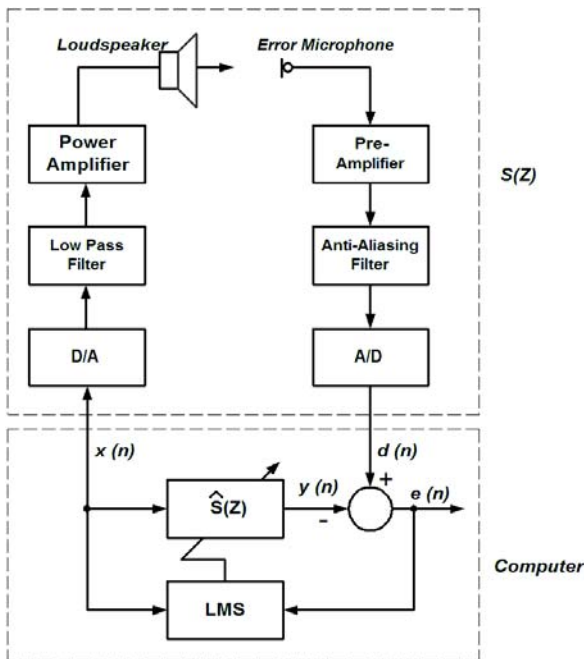 Loudspeaker
Error Microphone
Power
Amplifier
Pre-
Amplifier
S(Z)
Low Pass
Filter
Anti-Aliasing
Filter
D/A
A/D
x (n)
d (n)
Ŝ(Z)
y (n)
+
-
e (n)
Computer
LMS